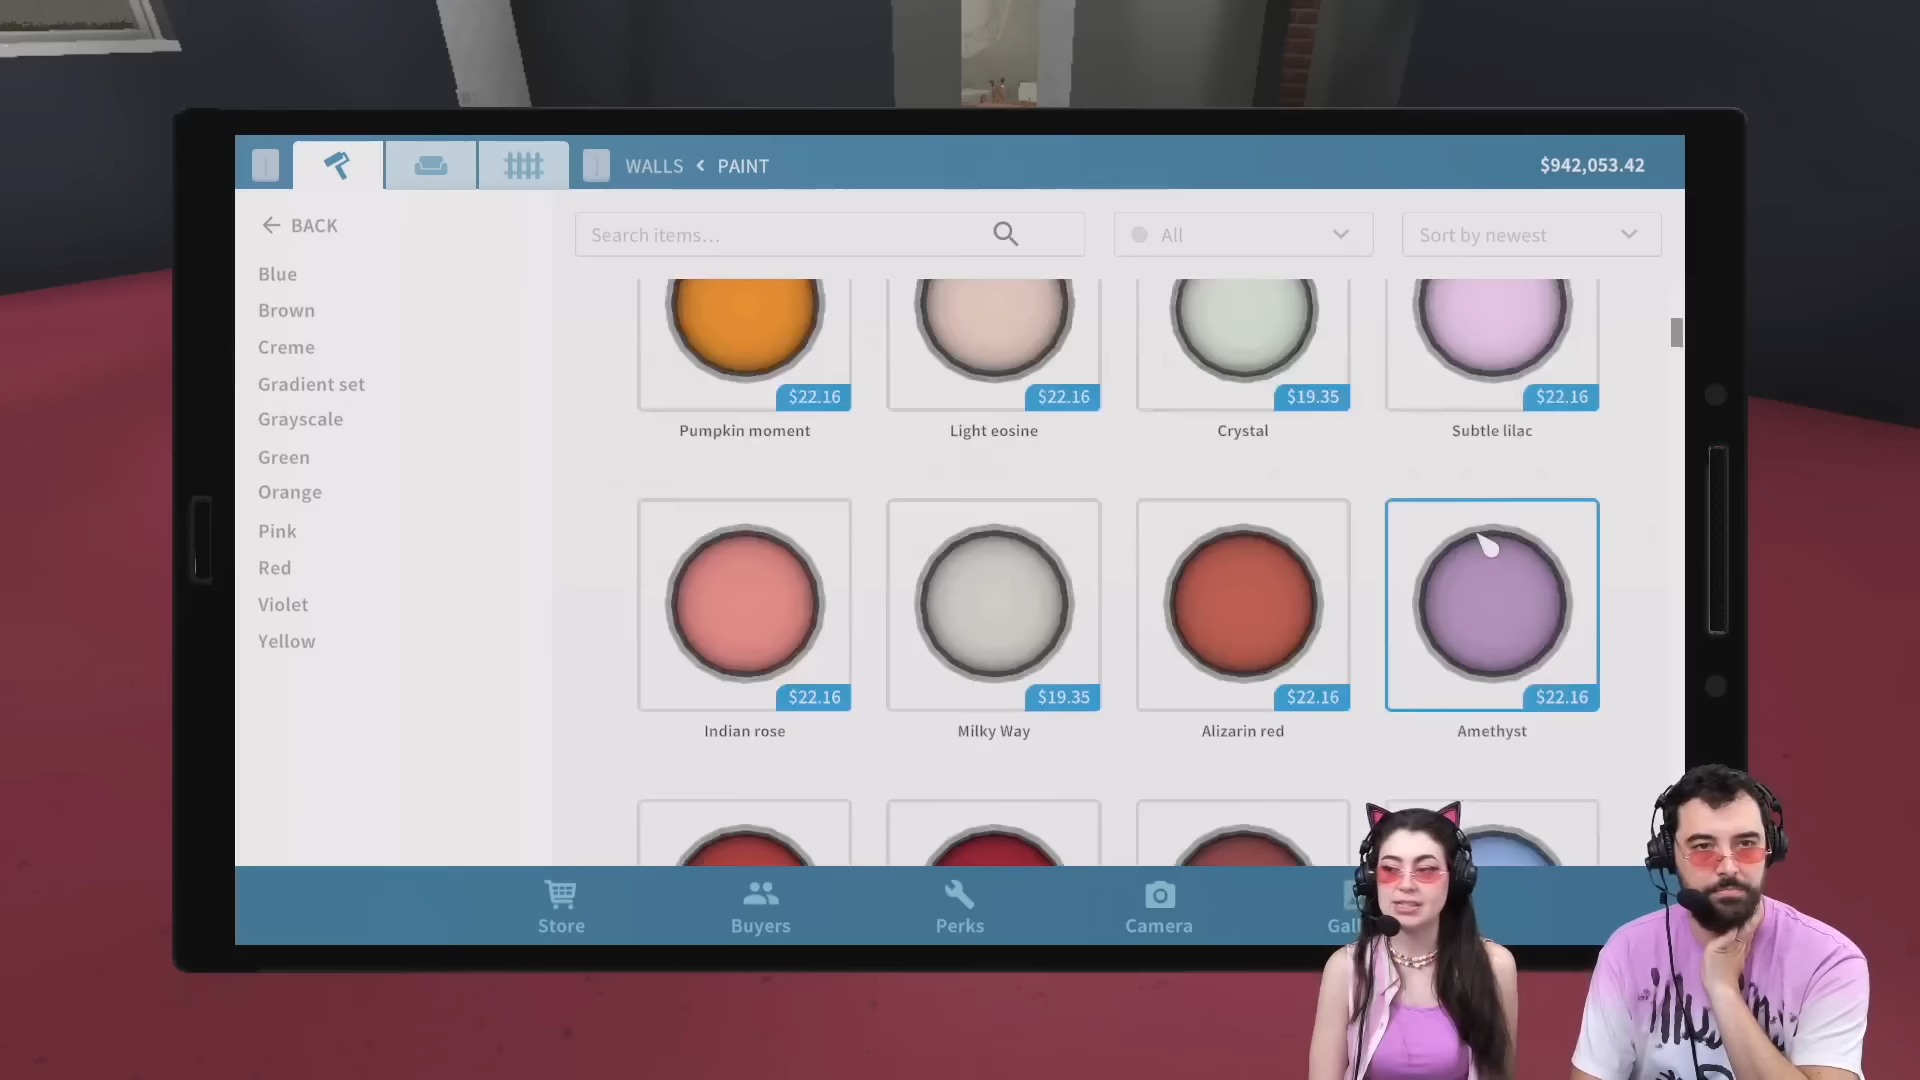 WALLS < PAINT
$942,053.42
BACK
Search items...
All
Sort by newest
Blue
Brown
Creme
Gradient set
Grayscale
Green
Orange
Pink
Red
Violet
Yellow
$22.16
$22.16
$19.35
$22.16
Pumpkin moment
Light eosine
Crystal
Subtle lilac
$22.16
$19.35
$22.16
$22.16
Indian rose
Milky Way
Alizarin red
Amethyst
Store
Buyers
Perks
Camera